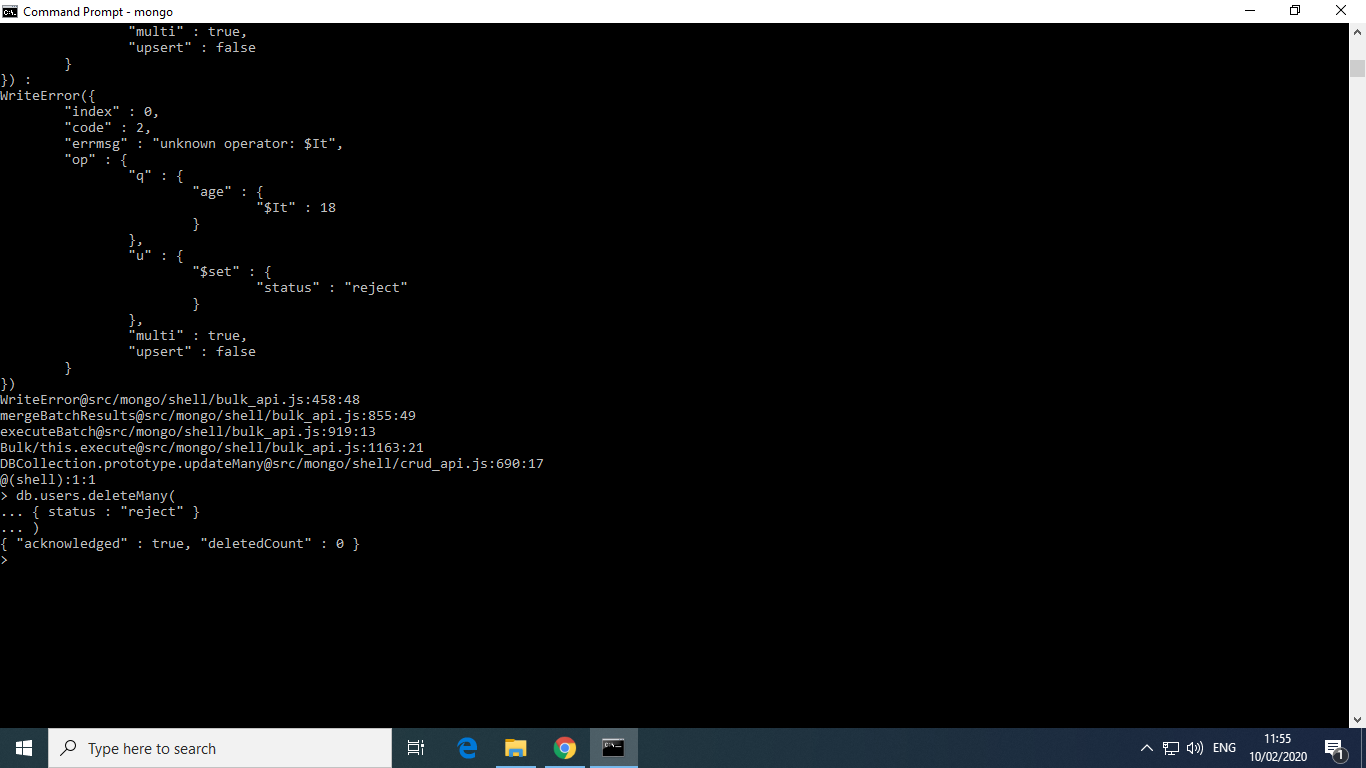 Command Prompt - mongo
                "multi" : true,
                "upsert" : false
        }
}) :
WriteError({
        "index" : 0,
        "code" : 2,
        "errmsg" : "unknown operator: $It",
        "op" : {
                "q" : {
                        "age" : {
                                "$It" : 18
                        }
                },
                "u" : {
                        "$set" : {
                                "status" : "reject"
                        }
                },
                "multi" : true,
                "upsert" : false
        }
})
WriteError@src/mongo/shell/bulk_api.js:458:48
mergeBatchResults@src/mongo/shell/bulk_api.js:855:49
executeBatch@src/mongo/shell/bulk_api.js:919:13
Bulk/this.execute@src/mongo/shell/bulk_api.js:1163:21
DBCollection.prototype.updateMany@src/mongo/shell/crud_api.js:690:17
@(shell):1:1
> db.users.deleteMany(
... { status : "reject" }
... )
{ "acknowledged" : true, "deletedCount" : 0 }
>
Type here to search
ENG
11:55
10/02/2020
1